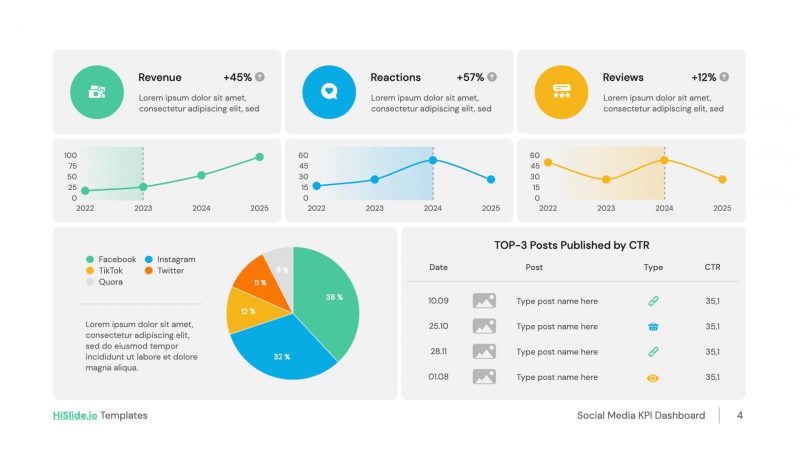 Revenue +45%
Lorem ipsum dolor sit amet,
consectetur adipiscing elit, sed
Reactions +57%
Lorem ipsum dolor sit amet,
consectetur adipiscing elit, sed
Reviews +12%
Lorem ipsum dolor sit amet,
consectetur adipiscing elit, sed
100
75
50
25
0
2022 2023 2024 2025
60
45
30
15
0
2022 2023 2024 2025
60
45
30
15
0
2022 2023 2024 2025
Facebook Instagram
TikTok Twitter
Quora
Lorem ipsum dolor sit amet,
consectetur adipiscing elit,
sed do eiusmod tempor
incididunt ut labore et dolore
magna aliqua.
8 %
11 %
12 %
38 %
32 %
TOP-3 Posts Published by CTR
Date Post Type CTR
10.09 Type post name here 35,1
25.10 Type post name here 35,1
28.11 Type post name here 35,1
01.08 Type post name here 35,1
HiSlide.io Templates
Social Media KPI Dashboard 4